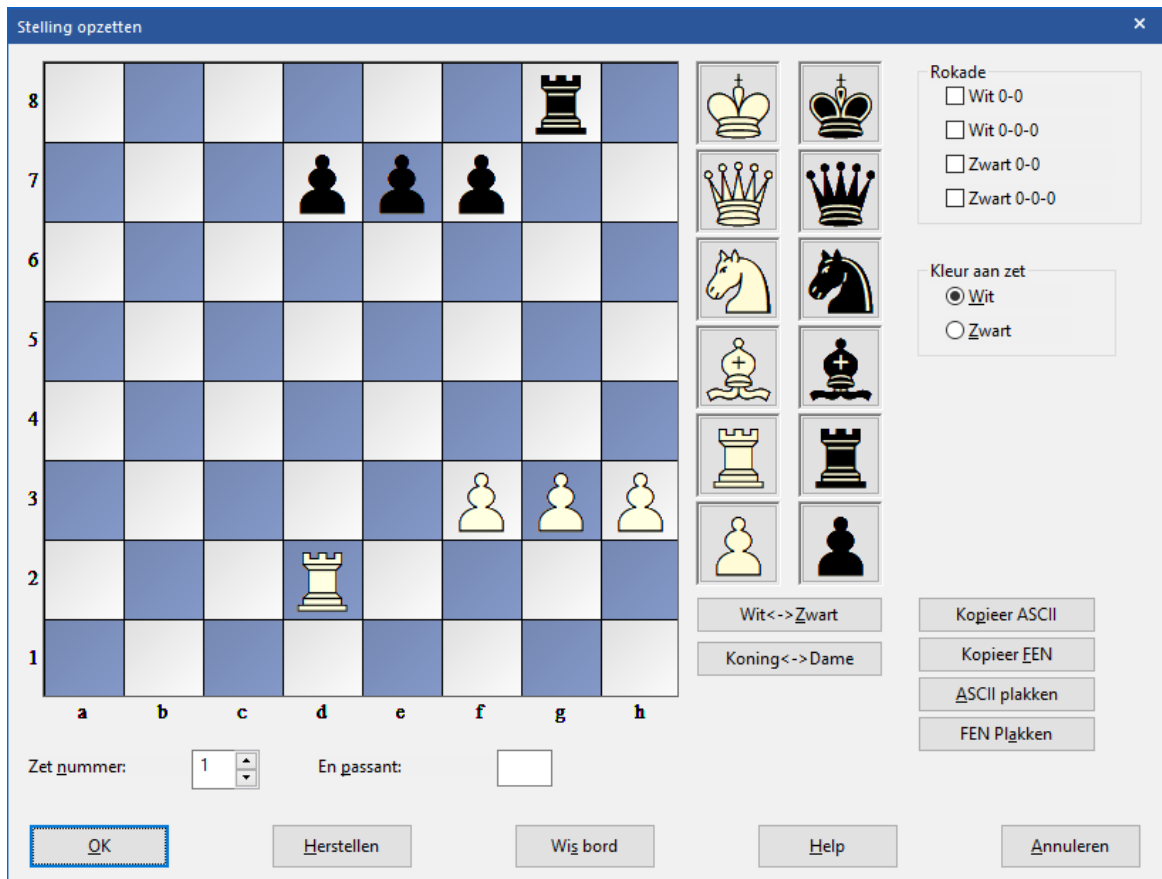 Stelling opzetten
8
7
6
5
4
3
2
1
a b c d e f g h
Rokade
Wit 0-0
Wit 0-0-0
Zwart 0-0
Zwart 0-0-0
Kleur aan zet
Wit
Zwart
Wit<->Zwart
Koning<->Dame
Kopieer ASCII
Kopieer FEN
ASCII plakken
FEN Plakken
Zet nummer: 1 En passant:
OK Herstellen Wis bord Help Annuleren